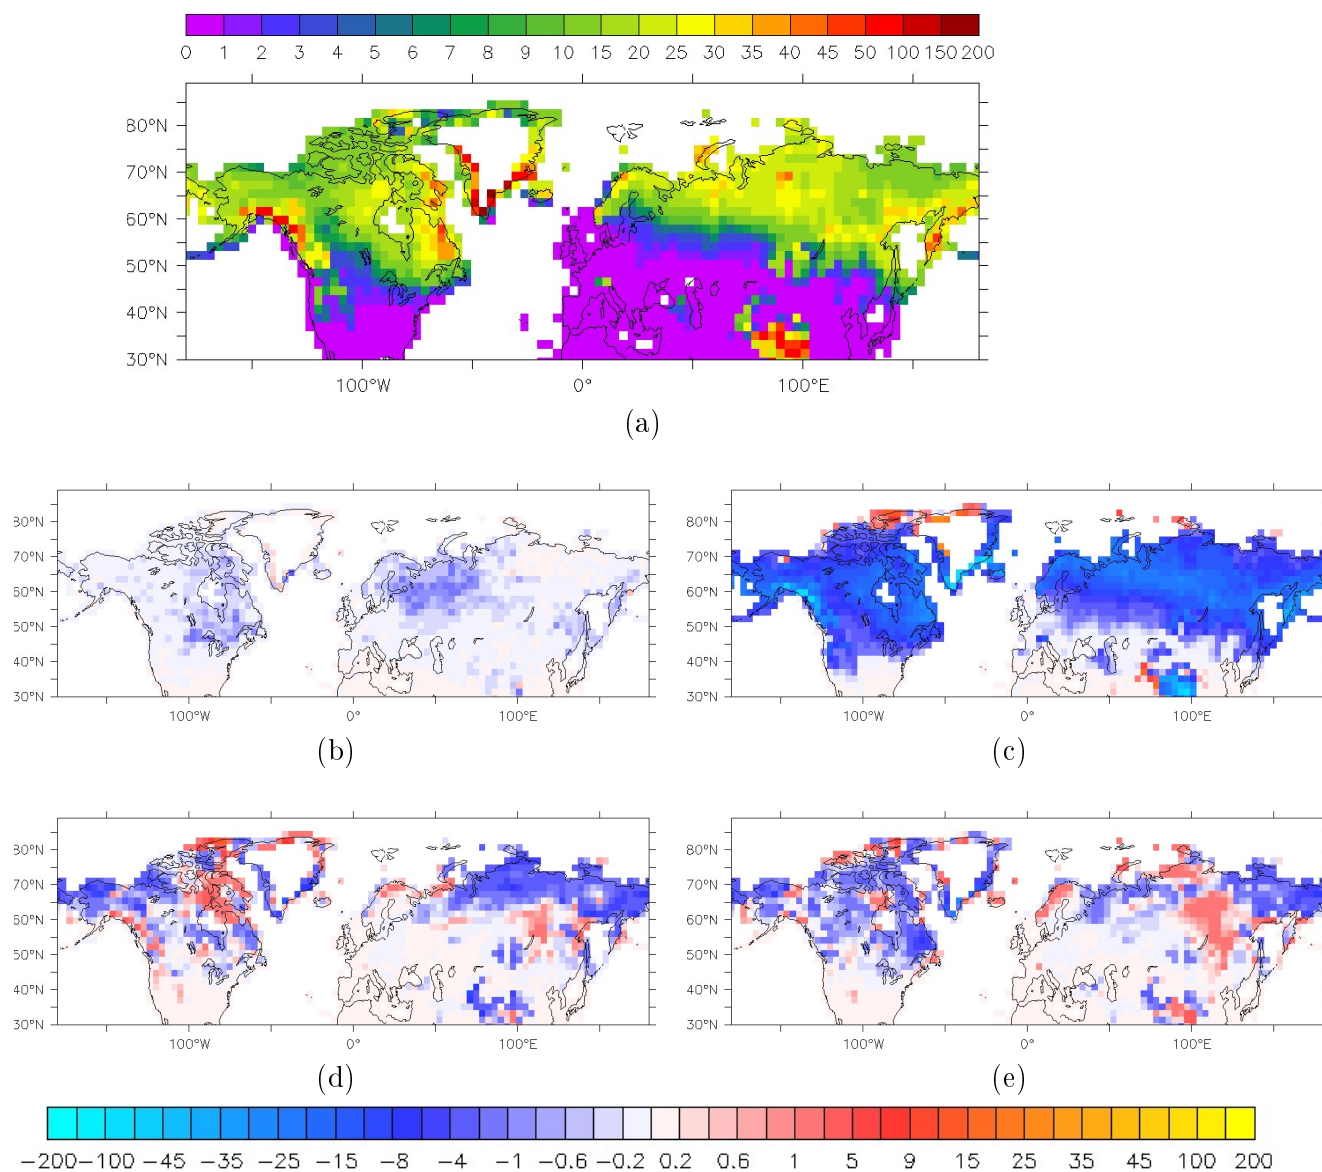 0 1 2 3 4 5 6 7 8 9 10 15 20 25 30 35 40 45 50 100 150 200
80°N
70°N
60°N
50°N
40°N
30°N
100°W 0° 100°E
(a)
80°N 80°N
70°N 70°N
60°N 60°N
50°N 50°N
40°N 40°N
30°N 30°N
100°W 0° 100°E 100°W 0° 100°E
(b) (c)
80°N 80°N
70°N 70°N
60°N 60°N
50°N 50°N
40°N 40°N
30°N 30°N
100°W 0° 100°E 100°W 0° 100°E
(d) (e)
−200 −100 −45 −35 −25 −15 −8 −4 −1 −0.6 −0.2 0.2 0.6 1 5 9 15 25 35 45 100 200